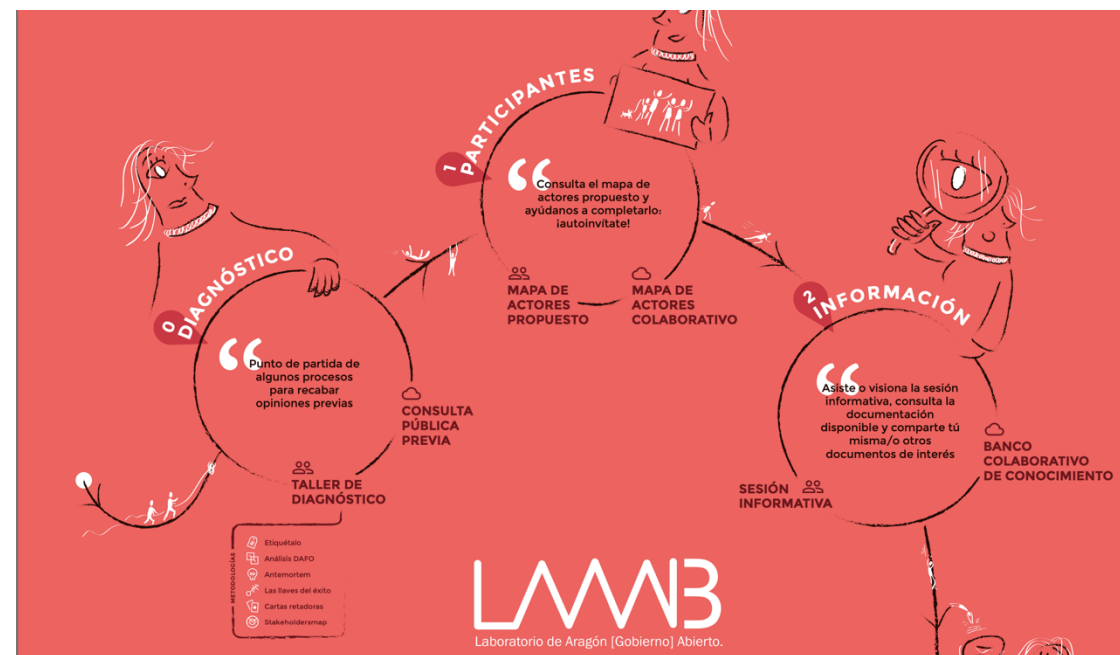 0
DIAGNÓSTICO
Punto de partida de
algunos procesos
para recabar
opiniones previas
CONSULTA
PÚBLICA
PREVIA
TALLER DE
DIAGNÓSTICO
METODOLOGÍAS
Etiquétalo
Análisis DAFO
Antemortem
Las llaves del éxito
Cartas retadoras
Stakeholdersmap
1
PARTICIPANTES
Consulta el mapa de
actores propuesto y
ayúdanos a completarlo:
¡autoinvítate!
MAPA DE
ACTORES
PROPUESTO
MAPA DE
ACTORES
COLABORATIVO
2
INFORMACIÓN
Asiste o visiona la sesión
informativa, consulta la
documentación
disponible y comparte tú
misma/o otros
documentos de interés
SESIÓN
INFORMATIVA
BANCO
COLABORATIVO
DE CONOCIMIENTO
LAAAB
Laboratorio de Aragón [Gobierno] Abierto.